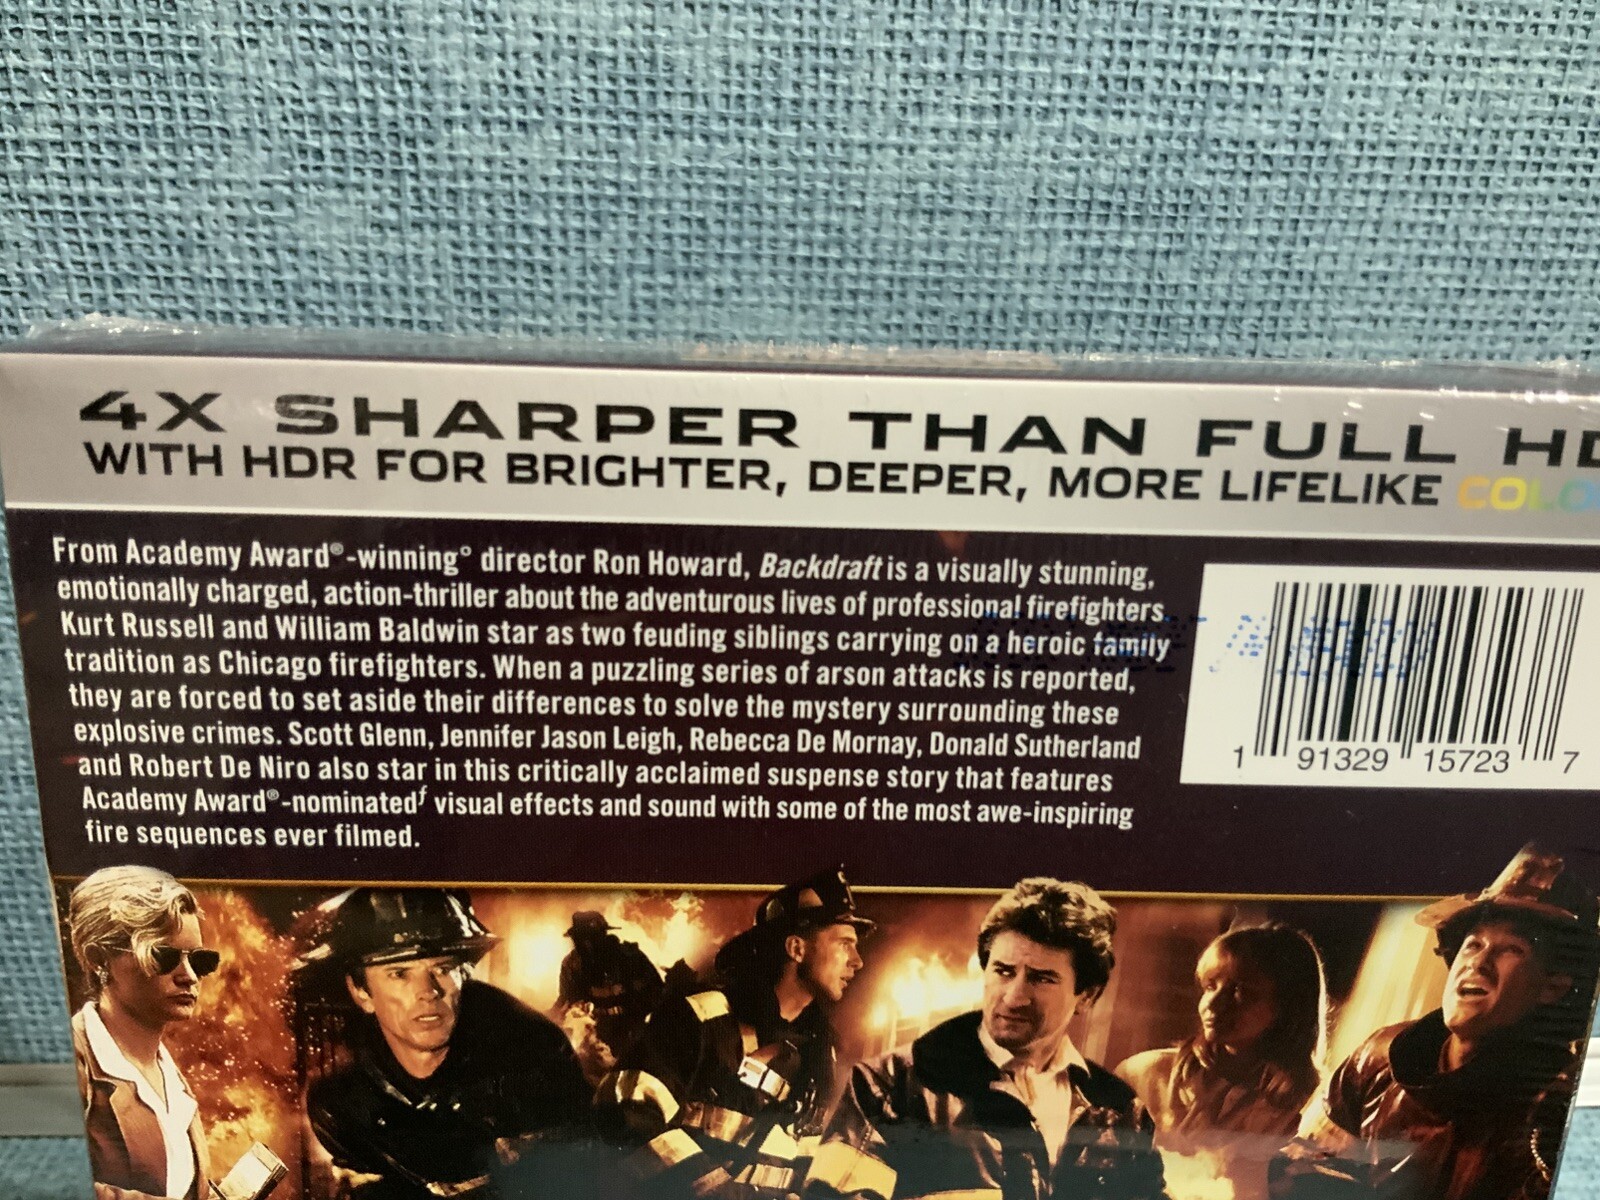 4X SHARPER THAN FULL HD
WITH HDR FOR BRIGHTER, DEEPER, MORE LIFELIKE COLO
From Academy Award®-winning° director Ron Howard, Backdraft is a visually stunning,
emotionally charged, action-thriller about the adventurous lives of professional firefighters.
Kurt Russell and William Baldwin star as two feuding siblings carrying on a heroic family
tradition as Chicago firefighters. When a puzzling series of arson attacks is reported,
they are forced to set aside their differences to solve the mystery surrounding these
explosive crimes. Scott Glenn, Jennifer Jason Leigh, Rebecca De Mornay, Donald Sutherland
and Robert De Niro also star in this critically acclaimed suspense story that features
Academy Award®-nominatedƒ visual effects and sound with some of the most awe-inspiring
fire sequences ever filmed.
1 91329 15723 7